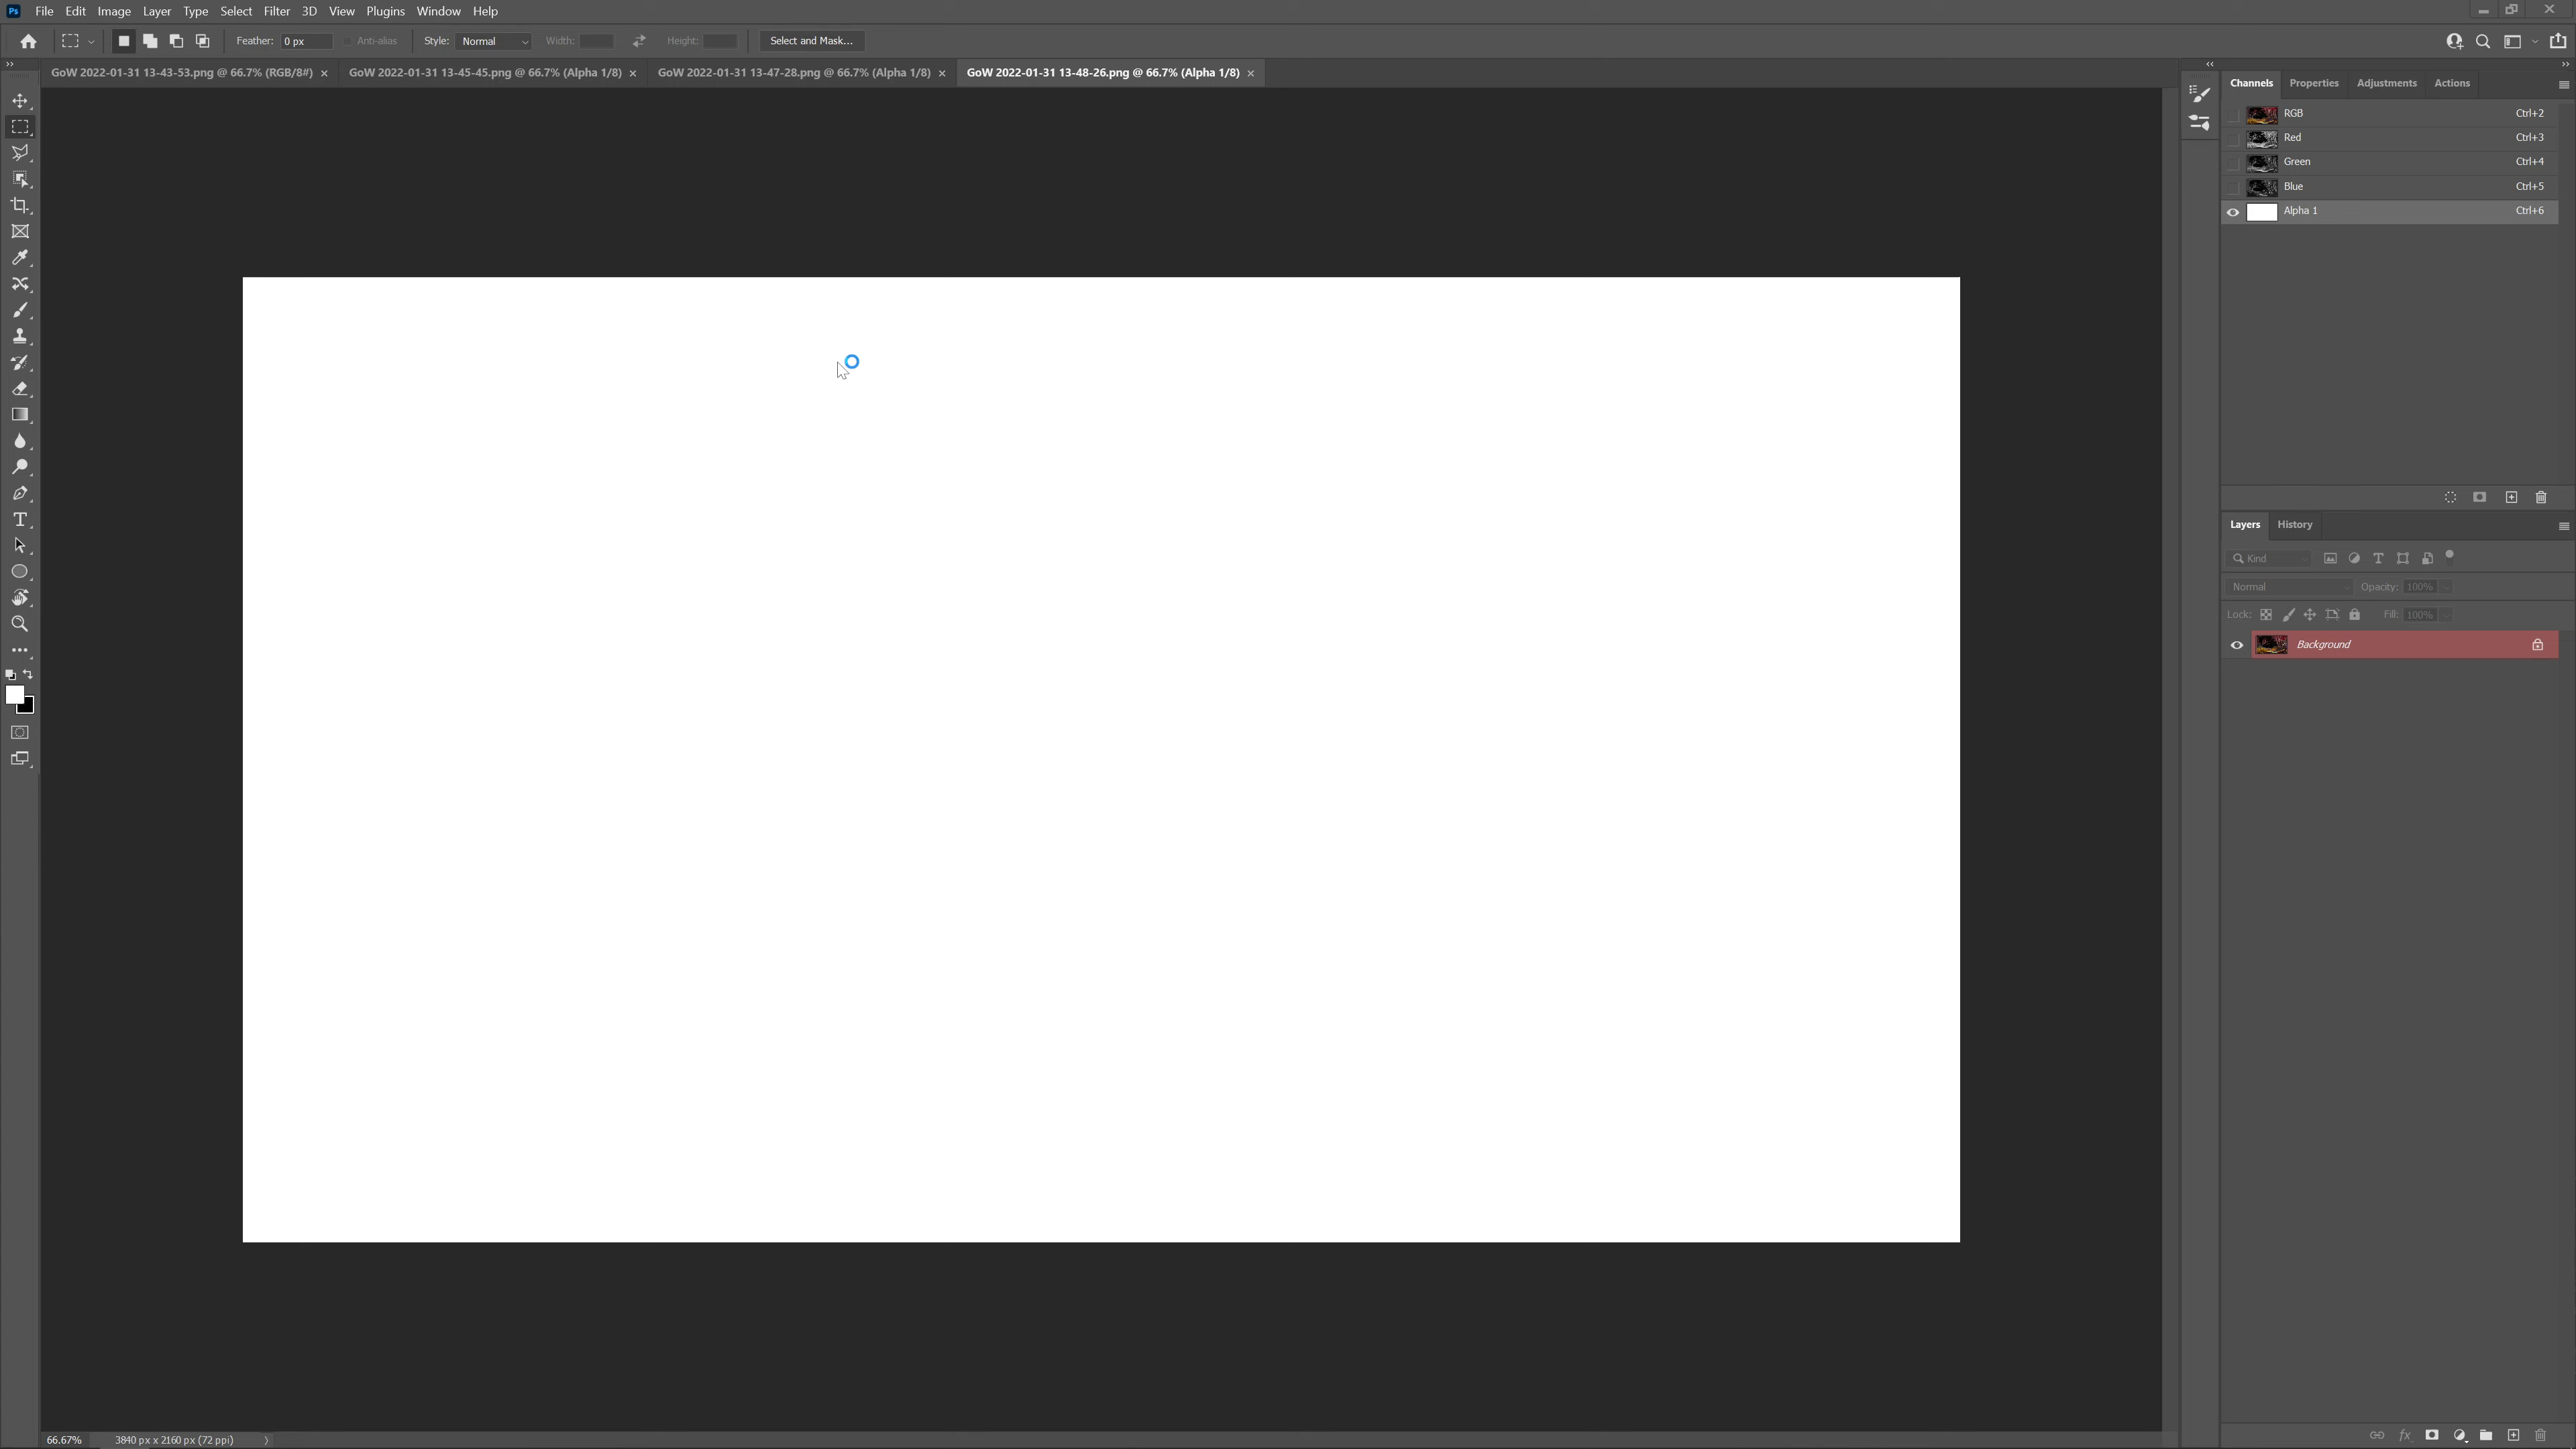 Ps File Edit Image Layer Type Select Filter 3D View Plugins Window Help
Feather: 0 px Anti-alias Style: Normal Width: Height: Select and Mask...
GoW 2022-01-31 13-43-53.png @ 66.7% (RGB/8#) × GoW 2022-01-31 13-45-45.png @ 66.7% (Alpha 1/8) × GoW 2022-01-31 13-47-28.png @ 66.7% (Alpha 1/8) × GoW 2022-01-31 13-48-26.png @ 66.7% (Alpha 1/8) ×
Channels Properties Adjustments Actions
RGB Ctrl+2
Red Ctrl+3
Green Ctrl+4
Blue Ctrl+5
Alpha 1 Ctrl+6
Layers History
Kind
Normal Opacity: 100%
Lock: Fill: 100%
Background
fx
66.67% 3840 px x 2160 px (72 ppi)